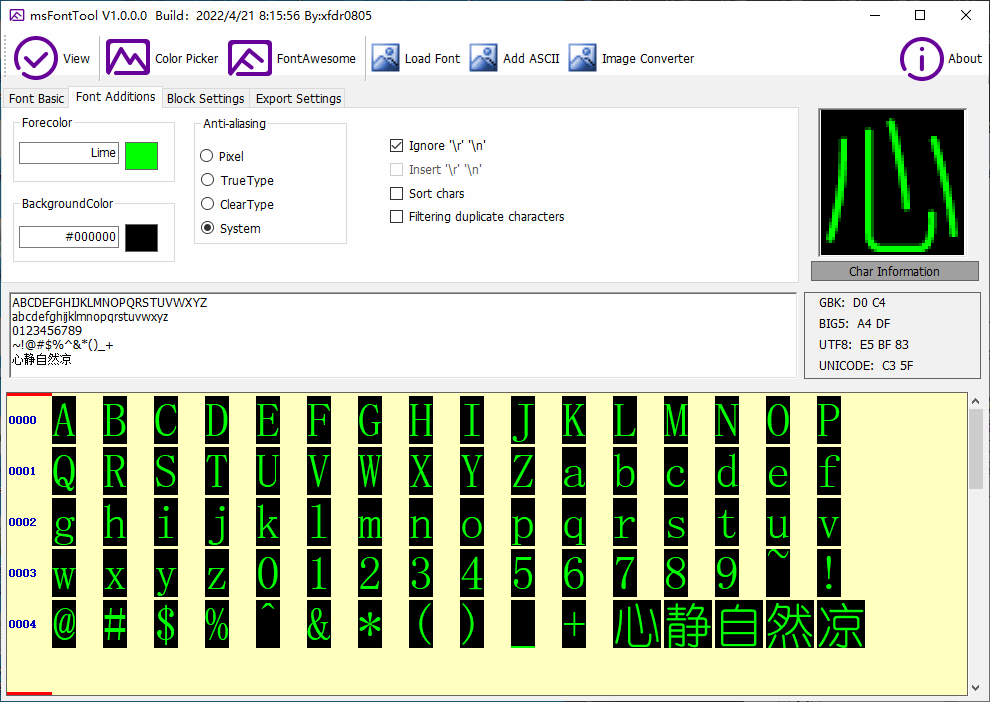 msFontTool V1.0.0.0 Build: 2022/4/21 8:15:56 By:xfdr0805
View Color Picker FontAwesome Load Font Add ASCII Image Converter About
Font Basic Font Additions Block Settings Export Settings
Forecolor
Lime
BackgroundColor
#000000
Anti-aliasing
Pixel
TrueType
ClearType
System
Ignore '\r' '\n'
Insert '\r' '\n'
Sort chars
Filtering duplicate characters
心
Char Information
GBK: D0 C4
BIG5: A4 DF
UTF8: E5 BF 83
UNICODE: C3 5F
ABCDEFGHIJKLMNOPQRSTUVWXYZ
abcdefghijklmnopqrstuvwxyz
0123456789
~!@#$%^&*()_+
心静自然凉
0000 A B C D E F G H I J K L M N O P
0001 Q R S T U V W X Y Z a b c d e f
0002 g h i j k l m n o p q r s t u v
0003 w x y z 0 1 2 3 4 5 6 7 8 9 ~ !
0004 @ # $ % ^ & * ( ) _ + 心 静 自 然 凉